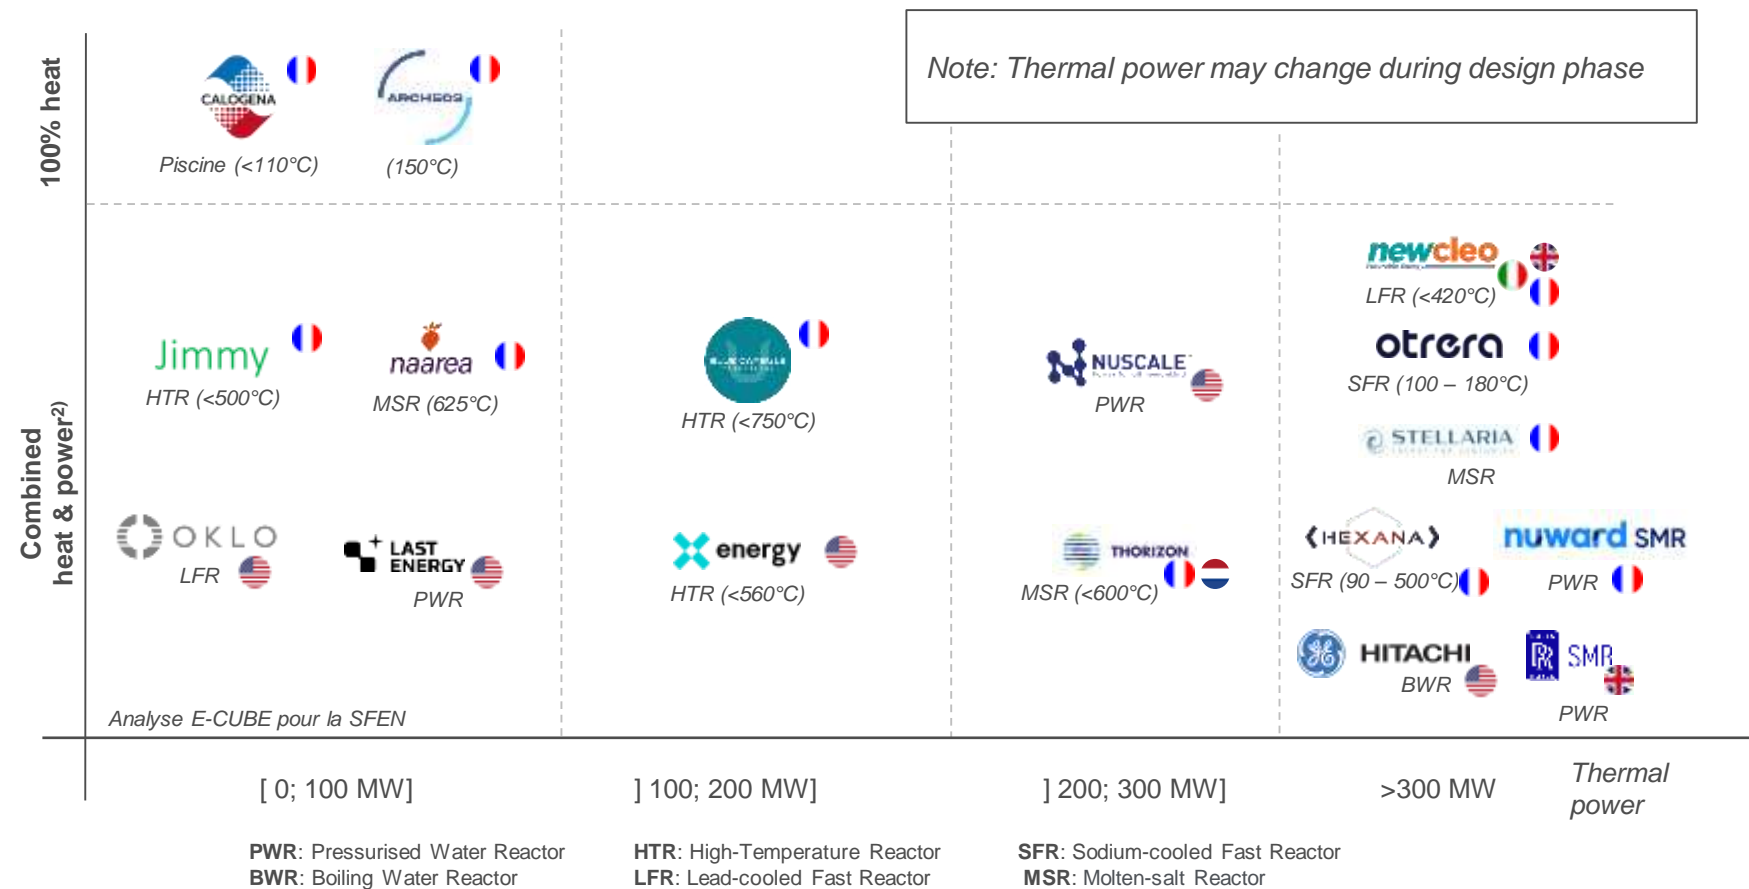 Note: Thermal power may change during design phase
100% heat
CALOGENA
Piscine (<110°C)
ARCHEOS
(150°C)
Combined
heat & power²⁾
Jimmy
HTR (<500°C)
naarea
MSR (625°C)
HTR (<750°C)
NUSCALE
PWR
newcleo
LFR (<420°C)
otrera
SFR (100 – 180°C)
STELLARIA
MSR
OKLO
LFR
LAST
ENERGY
PWR
energy
HTR (<560°C)
THORIZON
MSR (<600°C)
HEXANA
SFR (90 – 500°C)
nuward SMR
PWR
HITACHI
BWR
RR SMR
PWR
Analyse E-CUBE pour la SFEN
[ 0; 100 MW]
] 100; 200 MW]
] 200; 300 MW]
>300 MW
Thermal
power
PWR: Pressurised Water Reactor
HTR: High-Temperature Reactor
SFR: Sodium-cooled Fast Reactor
BWR: Boiling Water Reactor
LFR: Lead-cooled Fast Reactor
MSR: Molten-salt Reactor